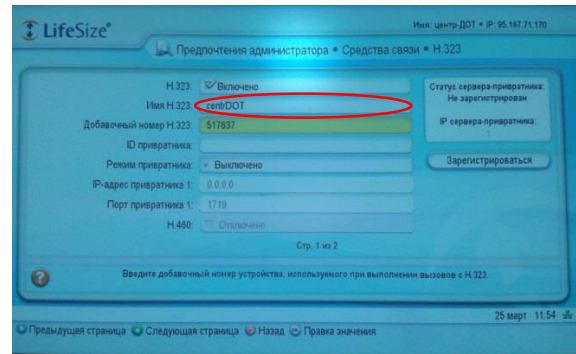 LifeSize®
Имя: центр-ДОТ • IP: 95.167.71.170
Предпочтения администратора • Средства связи • H.323
H.323: Включено
Имя H.323: centrDOT
Добавочный номер H.323: 517637
ID привратника:
Режим привратника: Выключено
IP-адрес привратника 1: 0.0.0.0
Порт привратника 1: 1719
H.460: Отключено
Стр. 1 из 2
Статус сервера-привратника:
Не зарегистрирован
IP сервера-привратника:
:
Зарегистрироваться
Введите добавочный номер устройства, используемого при выполнении вызовов с H.323.
25 март 11:54
Предыдущая страница Следующая страница Назад Правка значения